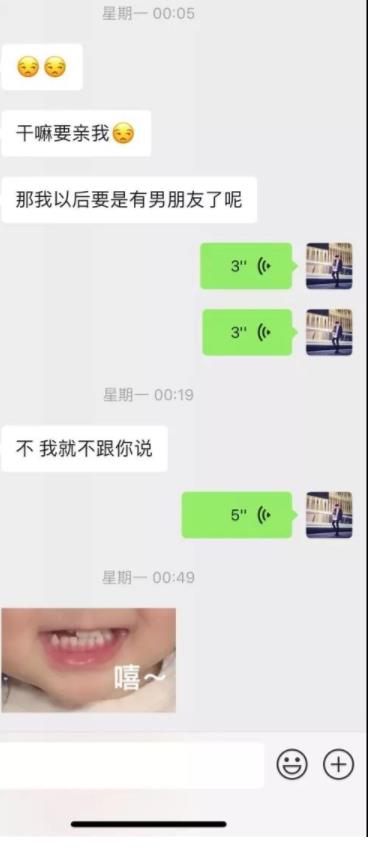 星期一 00:05
😒😒
干嘛要亲我😒
那我以后要是有男朋友了呢
3''
3''
星期一 00:19
不 我就不跟你说
5''
星期一 00:49
嘻～